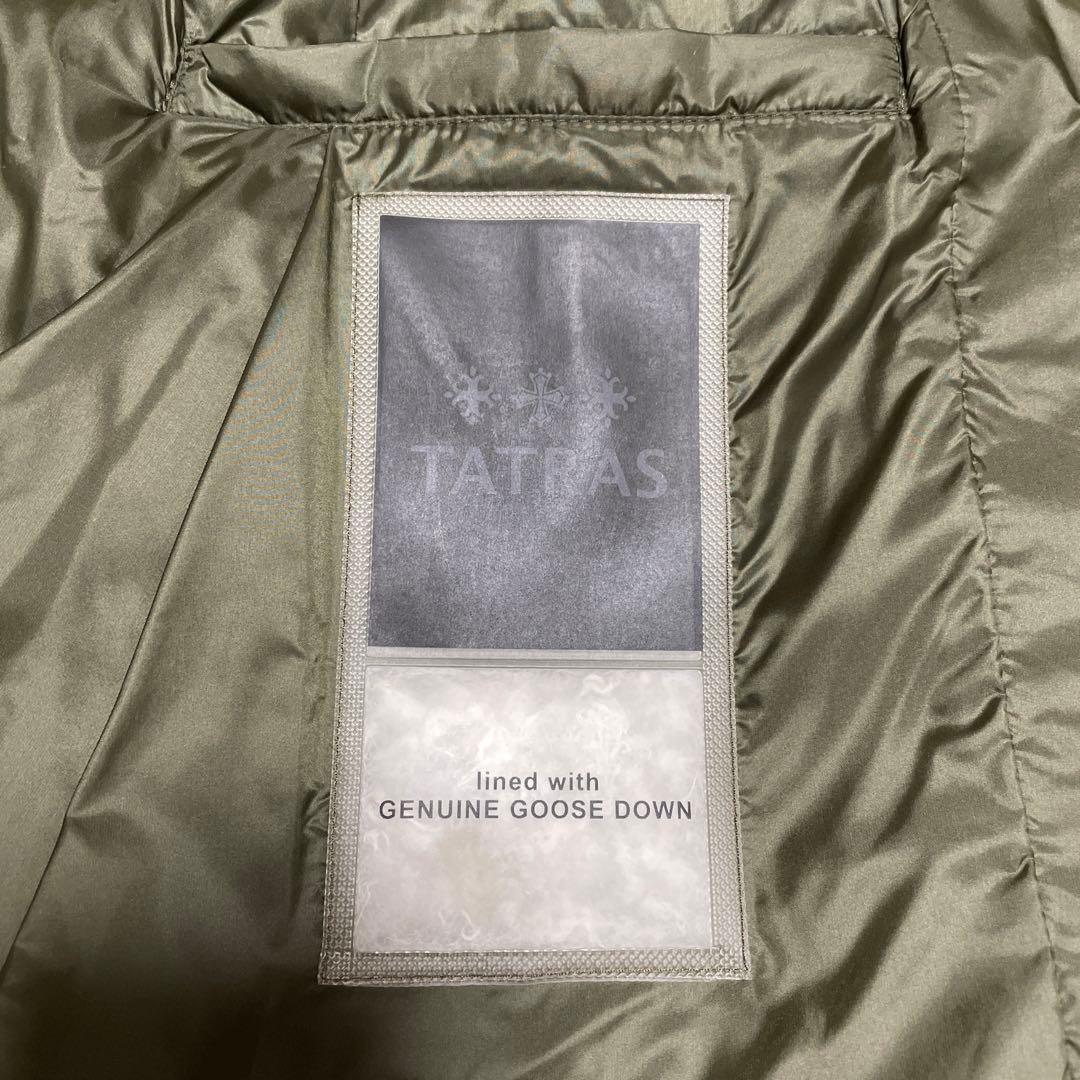 TATRAS
lined with
GENUINE GOOSE DOWN